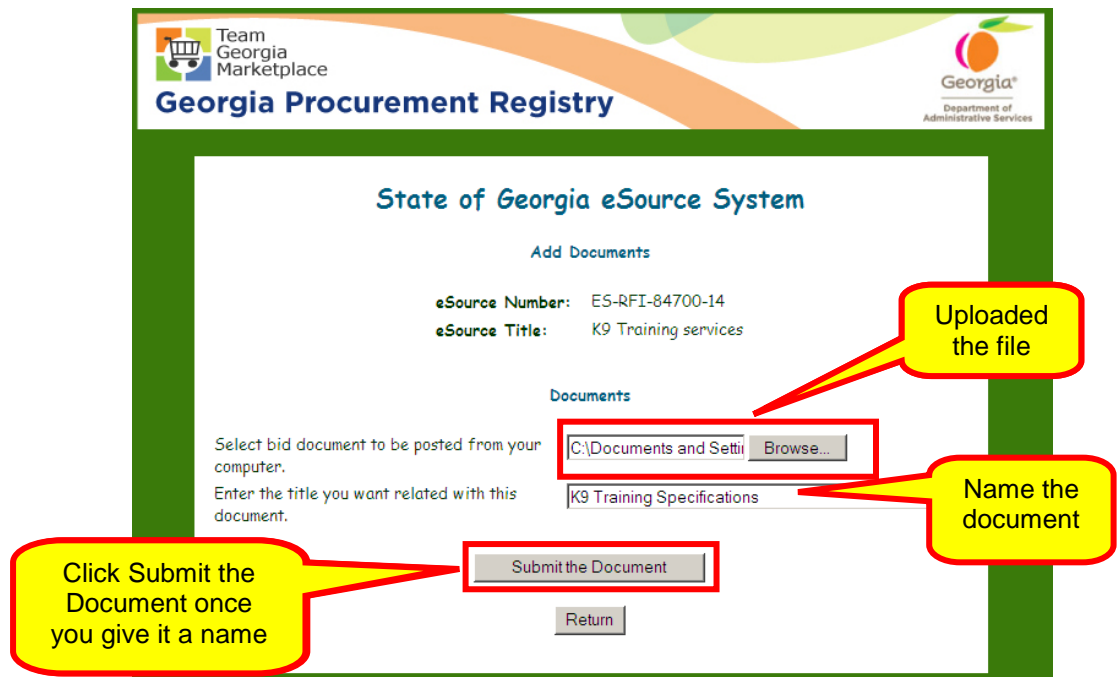 Team
Georgia
Marketplace
Georgia Procurement Registry
Georgia®
Department of
Administrative Services
State of Georgia eSource System
Add Documents
eSource Number: ES-RFI-84700-14
eSource Title: K9 Training services
Uploaded
the file
Documents
Select bid document to be posted from your
computer.
C:\Documents and Settin Browse...
Enter the title you want related with this
document.
K9 Training Specifications
Name the
document
Submit the Document
Click Submit the
Document once
you give it a name
Return